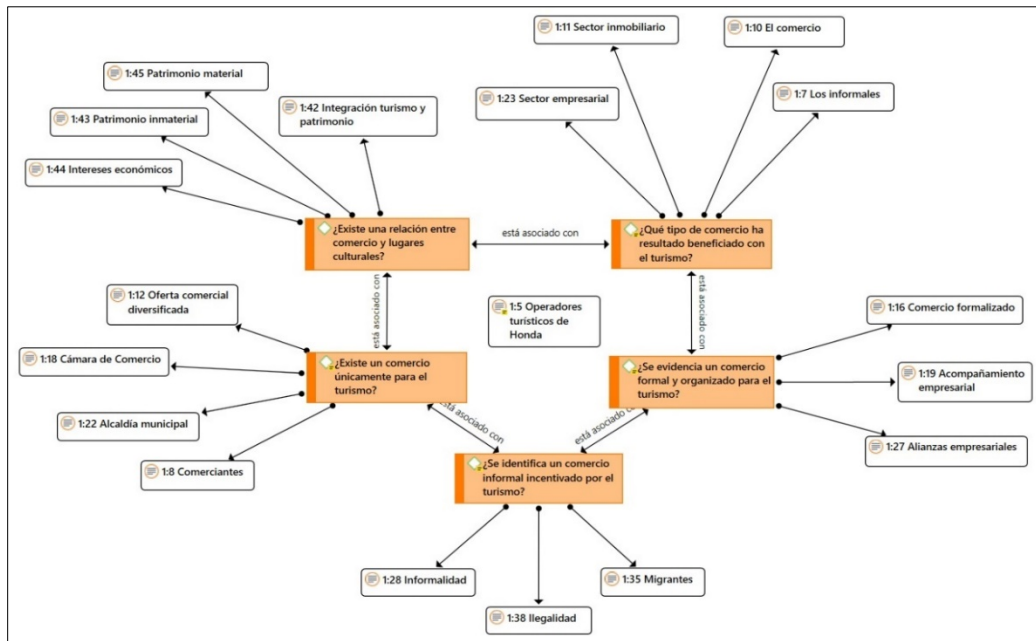 1:11 Sector inmobiliario
1:10 El comercio
1:45 Patrimonio material
1:42 Integración turismo y
patrimonio
1:23 Sector empresarial
1:7 Los informales
1:43 Patrimonio inmaterial
1:44 Intereses económicos
¿Existe una relación entre
comercio y lugares
culturales?
está asociado con
¿Qué tipo de comercio ha
resultado beneficiado con
el turismo?
1:12 Oferta comercial
diversificada
está asociado con
1:5 Operadores
turísticos de
Honda
está asociado con
1:16 Comercio formalizado
1:18 Cámara de Comercio
¿Existe un comercio
únicamente para el
turismo?
¿Se evidencia un comercio
formal y organizado para el
turismo?
1:19 Acompañamiento
empresarial
1:22 Alcaldía municipal
está asociado con
está asociado con
1:27 Alianzas empresariales
1:8 Comerciantes
¿Se identifica un comercio
informal incentivado por el
turismo?
1:28 Informalidad
1:35 Migrantes
1:38 Ilegalidad